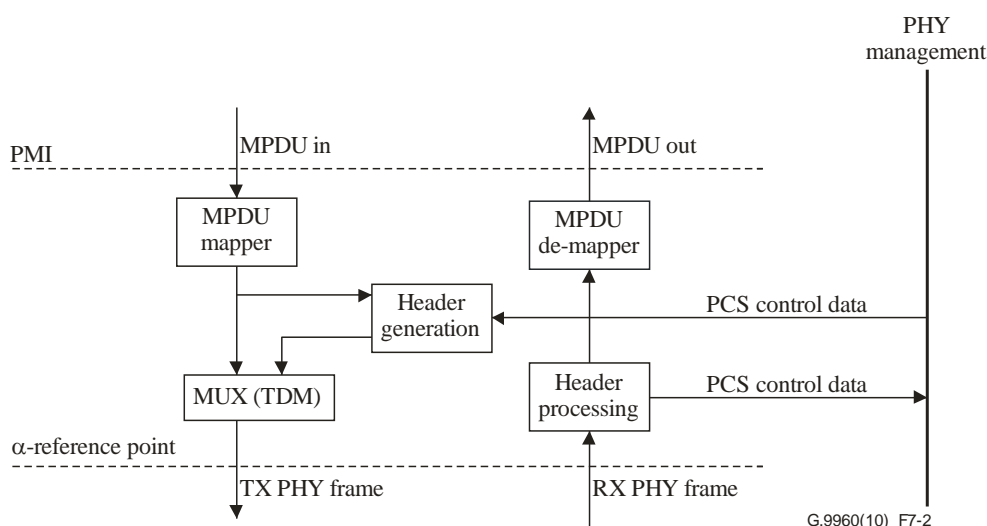 PHY
management
MPDU in
MPDU out
PMI
MPDU
mapper
MPDU
de-mapper
Header
generation
PCS control data
MUX (TDM)
Header
processing
PCS control data
α-reference point
TX PHY frame
RX PHY frame
G.9960(10)_F7-2